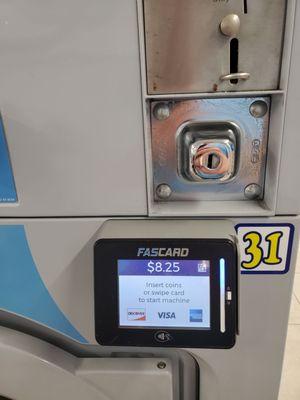 FASCARD
31
$8.25
Insert coins
or swipe card
to start machine
DISCOVER VISA